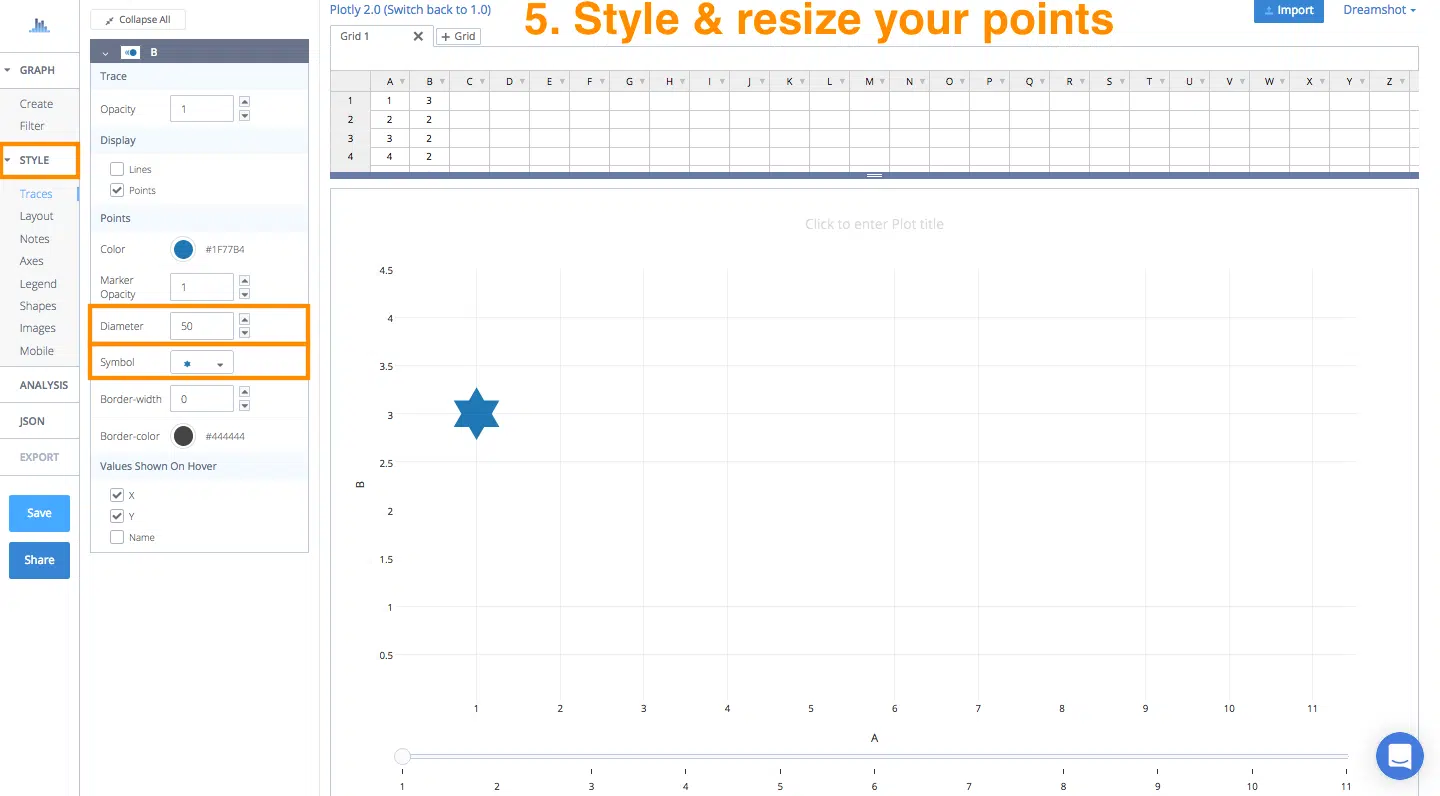 5. Style & resize your points
Plotly 2.0 (Switch back to 1.0)
Import
Dreamshot
Collapse All
Grid 1
+ Grid
GRAPH
Create
Filter
STYLE
Traces
Layout
Notes
Axes
Legend
Shapes
Images
Mobile
ANALYSIS
JSON
EXPORT
Save
Share
B
Trace
Opacity 1
Display
Lines
Points
Points
Color #1F77B4
Marker
Opacity 1
Diameter 50
Symbol
Border-width 0
Border-color #444444
Values Shown On Hover
X
Y
Name
A B C D E F G H I J K L M N O P Q R S T U V W X Y Z
1 1 3
2 2 2
3 3 2
4 4 2
Click to enter Plot title
4.5
4
3.5
3
2.5
2
1.5
1
0.5
B
1 2 3 4 5 6 7 8 9 10 11
A
1 2 3 4 5 6 7 8 9 10 11